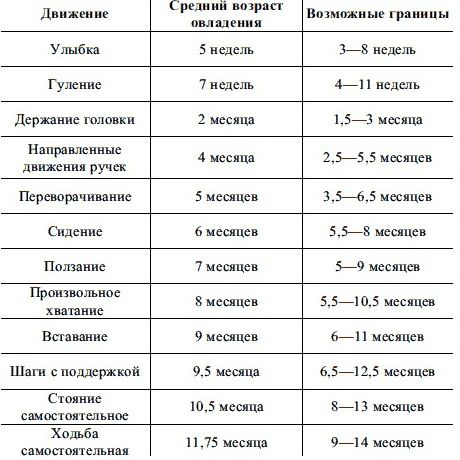 Движение Средний возраст овладения Возможные границы
Улыбка 5 недель 3—8 недель
Гуление 7 недель 4—11 недель
Держание головки 2 месяца 1,5—3 месяца
Направленные движения ручек 4 месяца 2,5—5,5 месяцев
Переворачивание 5 месяцев 3,5—6,5 месяцев
Сидение 6 месяцев 5,5—8 месяцев
Ползание 7 месяцев 5—9 месяцев
Произвольное хватание 8 месяцев 5,5—10,5 месяцев
Вставание 9 месяцев 6—11 месяцев
Шаги с поддержкой 9,5 месяца 6,5—12,5 месяцев
Стояние самостоятельное 10,5 месяца 8—13 месяцев
Ходьба самостоятельная 11,75 месяца 9—14 месяцев